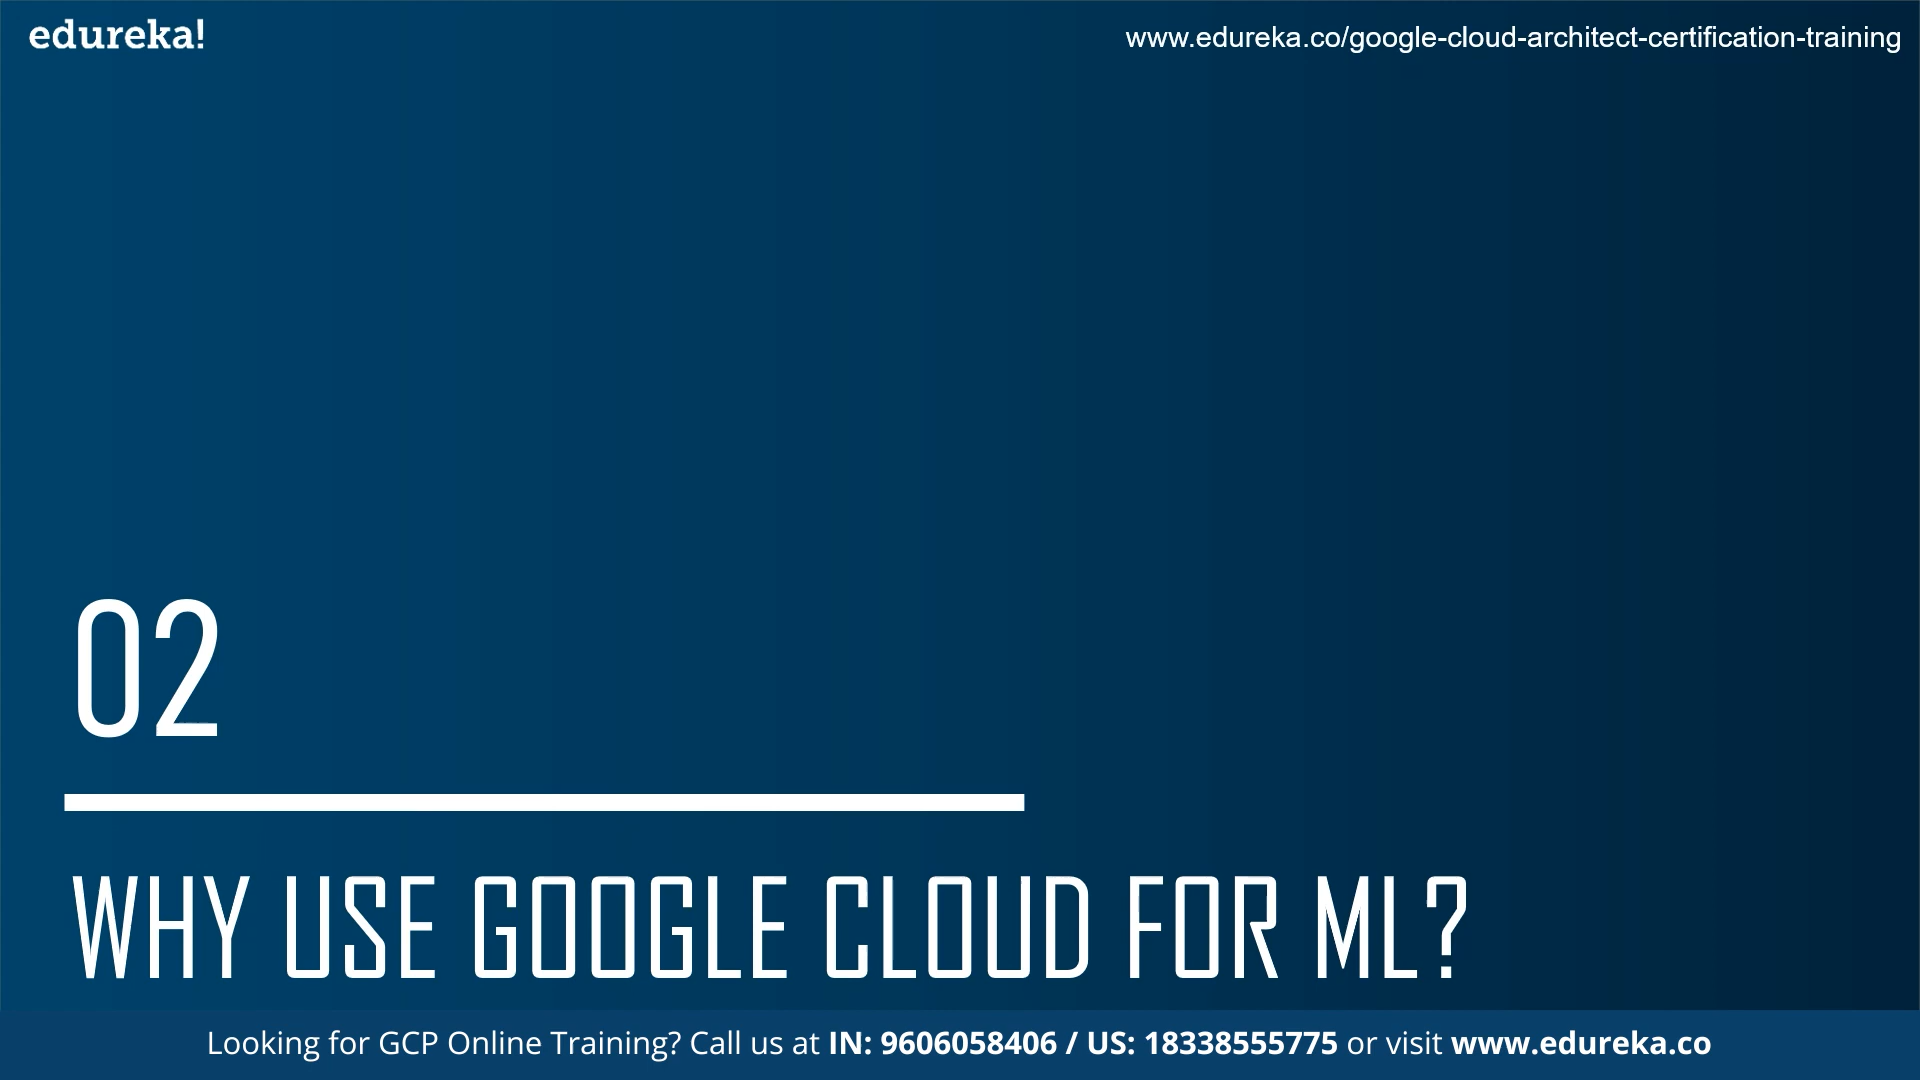 edureka!
www.edureka.co/google-cloud-architect-certification-training
02
WHY USE GOOGLE CLOUD FOR ML?
Looking for GCP Online Training? Call us at IN: 9606058406 / US: 18338555775 or visit www.edureka.co